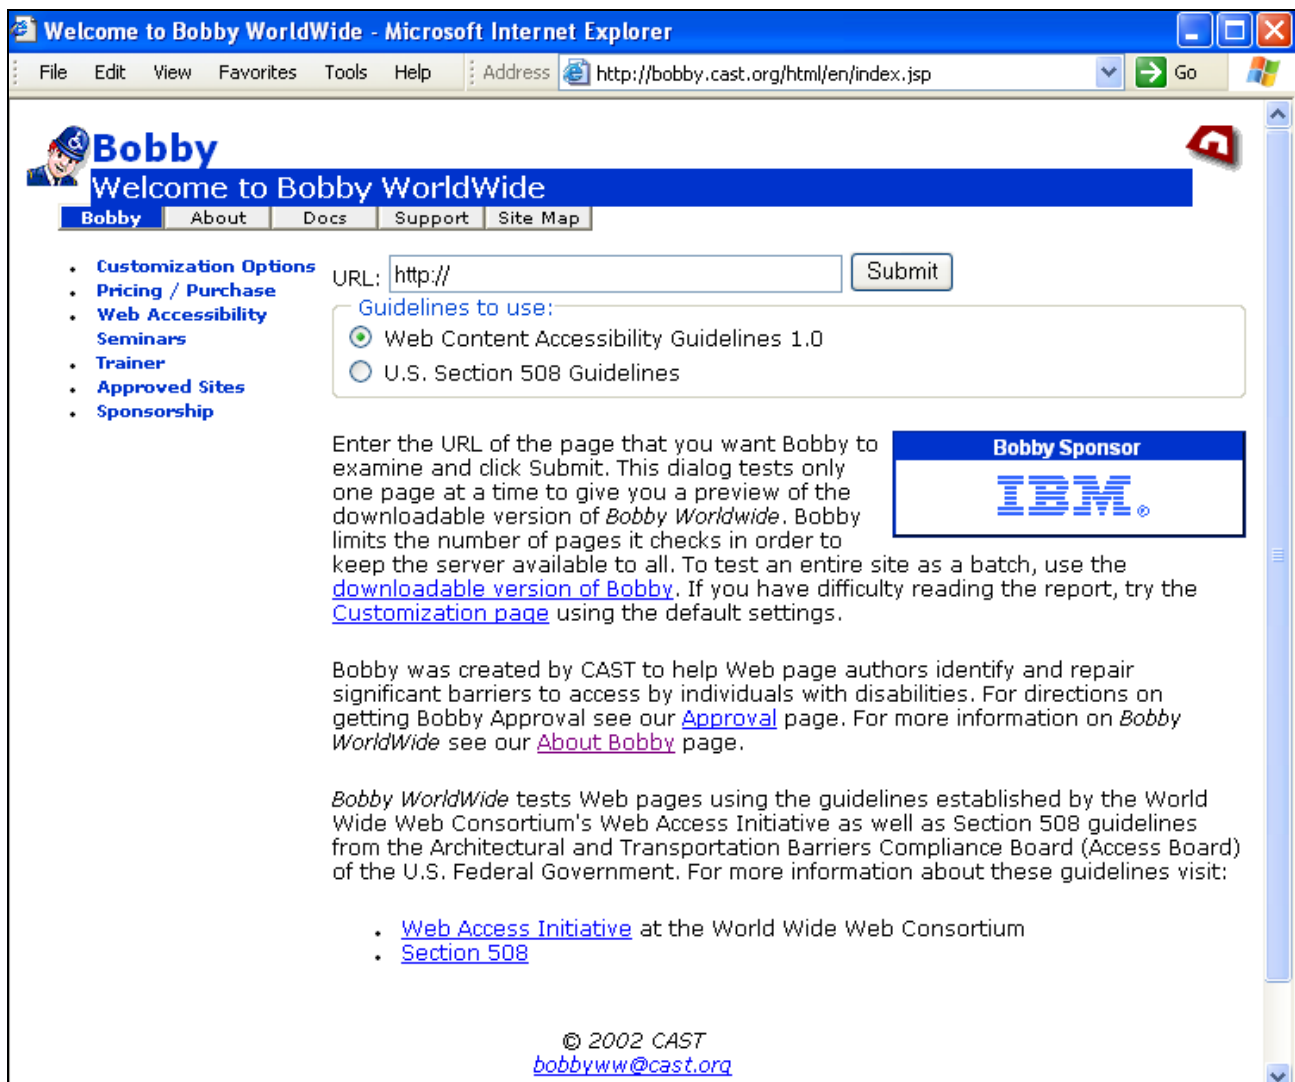 Welcome to Bobby WorldWide - Microsoft Internet Explorer
File Edit View Favorites Tools Help Address http://bobby.cast.org/html/en/index.jsp Go
Bobby
Welcome to Bobby WorldWide
Bobby About Docs Support Site Map
Customization Options
Pricing / Purchase
Web Accessibility
Seminars
Trainer
Approved Sites
Sponsorship
URL: http:// Submit
Guidelines to use:
Web Content Accessibility Guidelines 1.0
U.S. Section 508 Guidelines
Enter the URL of the page that you want Bobby to
examine and click Submit. This dialog tests only
one page at a time to give you a preview of the
downloadable version of Bobby Worldwide. Bobby
limits the number of pages it checks in order to
keep the server available to all. To test an entire site as a batch, use the
downloadable version of Bobby. If you have difficulty reading the report, try the
Customization page using the default settings.
Bobby Sponsor
IBM®
Bobby was created by CAST to help Web page authors identify and repair
significant barriers to access by individuals with disabilities. For directions on
getting Bobby Approval see our Approval page. For more information on Bobby
WorldWide see our About Bobby page.
Bobby WorldWide tests Web pages using the guidelines established by the World
Wide Web Consortium's Web Access Initiative as well as Section 508 guidelines
from the Architectural and Transportation Barriers Compliance Board (Access Board)
of the U.S. Federal Government. For more information about these guidelines visit:
Web Access Initiative at the World Wide Web Consortium
Section 508
© 2002 CAST
bobbyww@cast.org